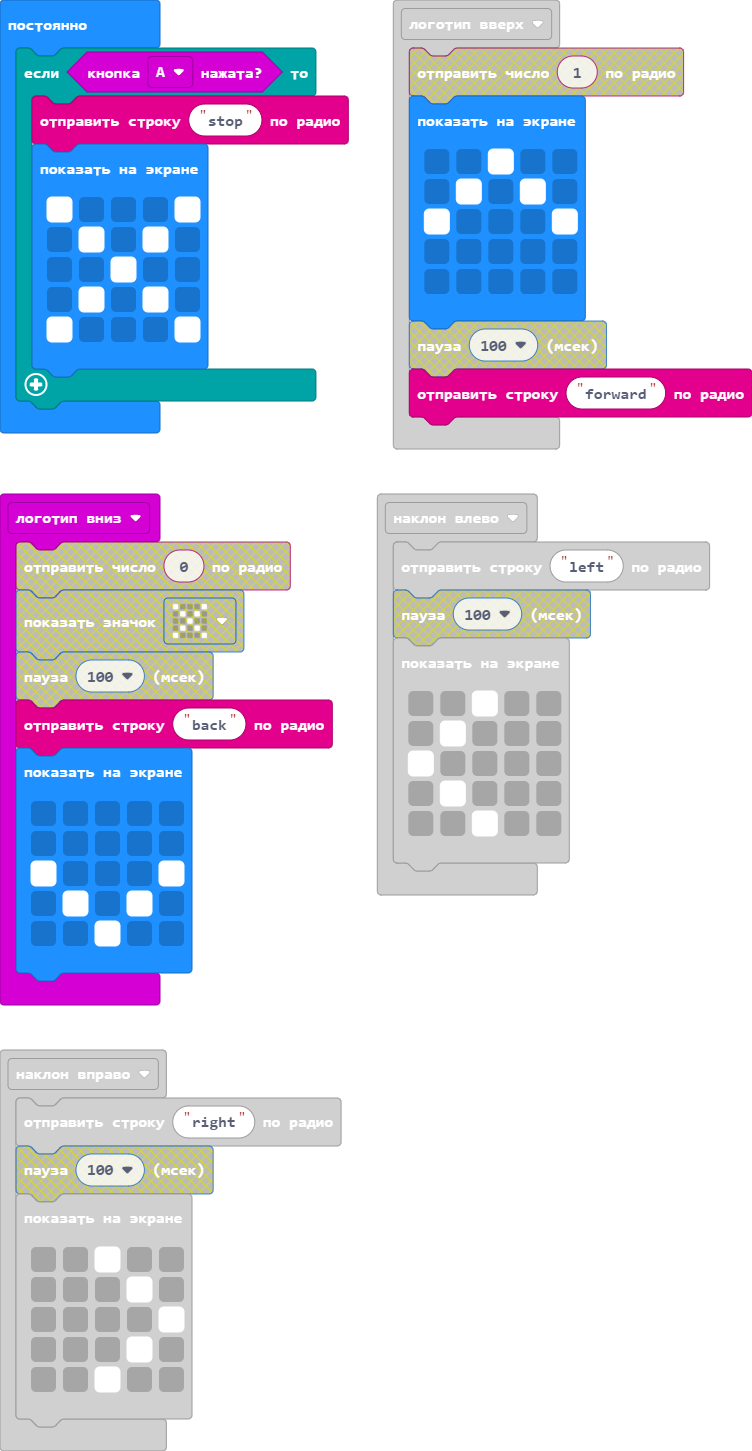 постоянно
если кнопка A нажата? то
отправить строку "stop" по радио
показать на экране
логотип вверх
отправить число 1 по радио
показать на экране
пауза 100 (мсек)
отправить строку "forward" по радио
логотип вниз
отправить число 0 по радио
показать значок
пауза 100 (мсек)
отправить строку "back" по радио
показать на экране
наклон влево
отправить строку "left" по радио
пауза 100 (мсек)
показать на экране
наклон вправо
отправить строку "right" по радио
пауза 100 (мсек)
показать на экране